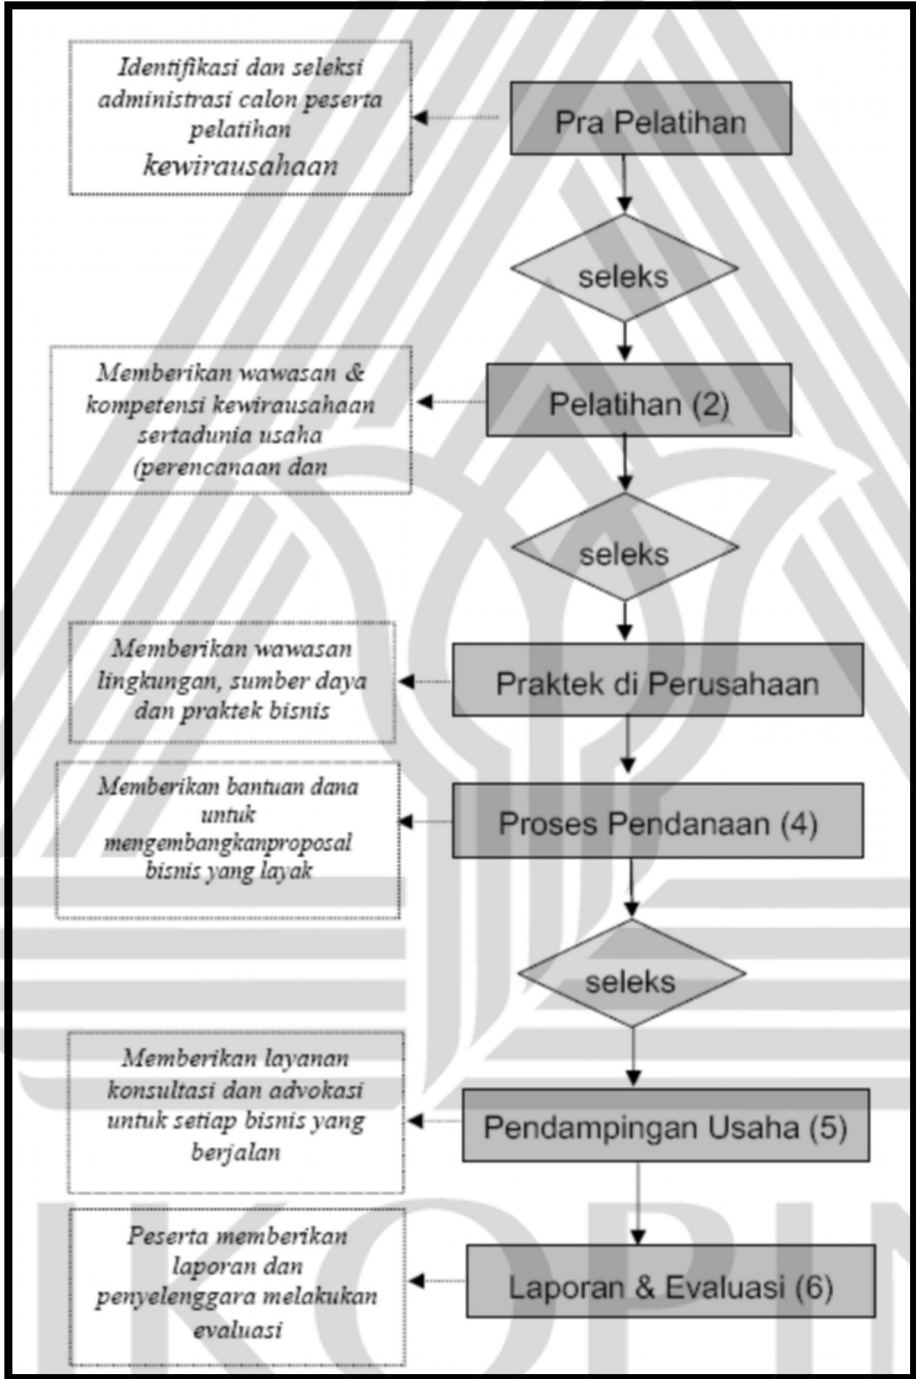 Identifikasi dan seleksi
administrasi calon peserta
pelatihan
kewirausahaan
Pra Pelatihan
seleks
Memberikan wawasan &
kompetensi kewirausahaan
sertadunia usaha
(perencanaan dan
Pelatihan (2)
seleks
Memberikan wawasan
lingkungan, sumber daya
dan praktek bisnis
Praktek di Perusahaan
Memberikan bantuan dana
untuk
mengembangkanproposal
bisnis yang layak
Proses Pendanaan (4)
seleks
Memberikan layanan
konsultasi dan advokasi
untuk setiap bisnis yang
berjalan
Pendampingan Usaha (5)
Peserta memberikan
laporan dan
penyelenggara melakukan
evaluasi
Laporan & Evaluasi (6)
IKOPIN